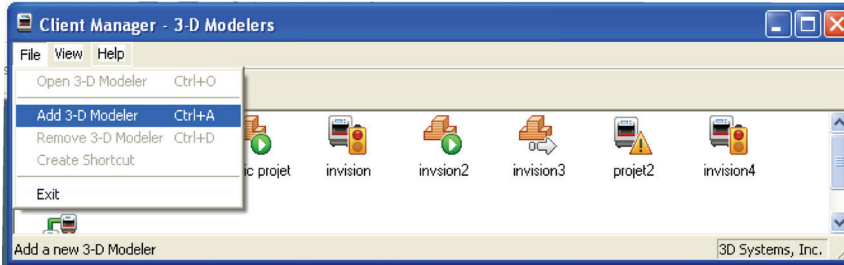 Client Manager - 3-D Modelers
File View Help
Open 3-D Modeler Ctrl+O
Add 3-D Modeler Ctrl+A
Remove 3-D Modeler Ctrl+D
Create Shortcut
Exit
ic projet invision invsion2 invision3 projet2 invision4
Add a new 3-D Modeler 3D Systems, Inc.